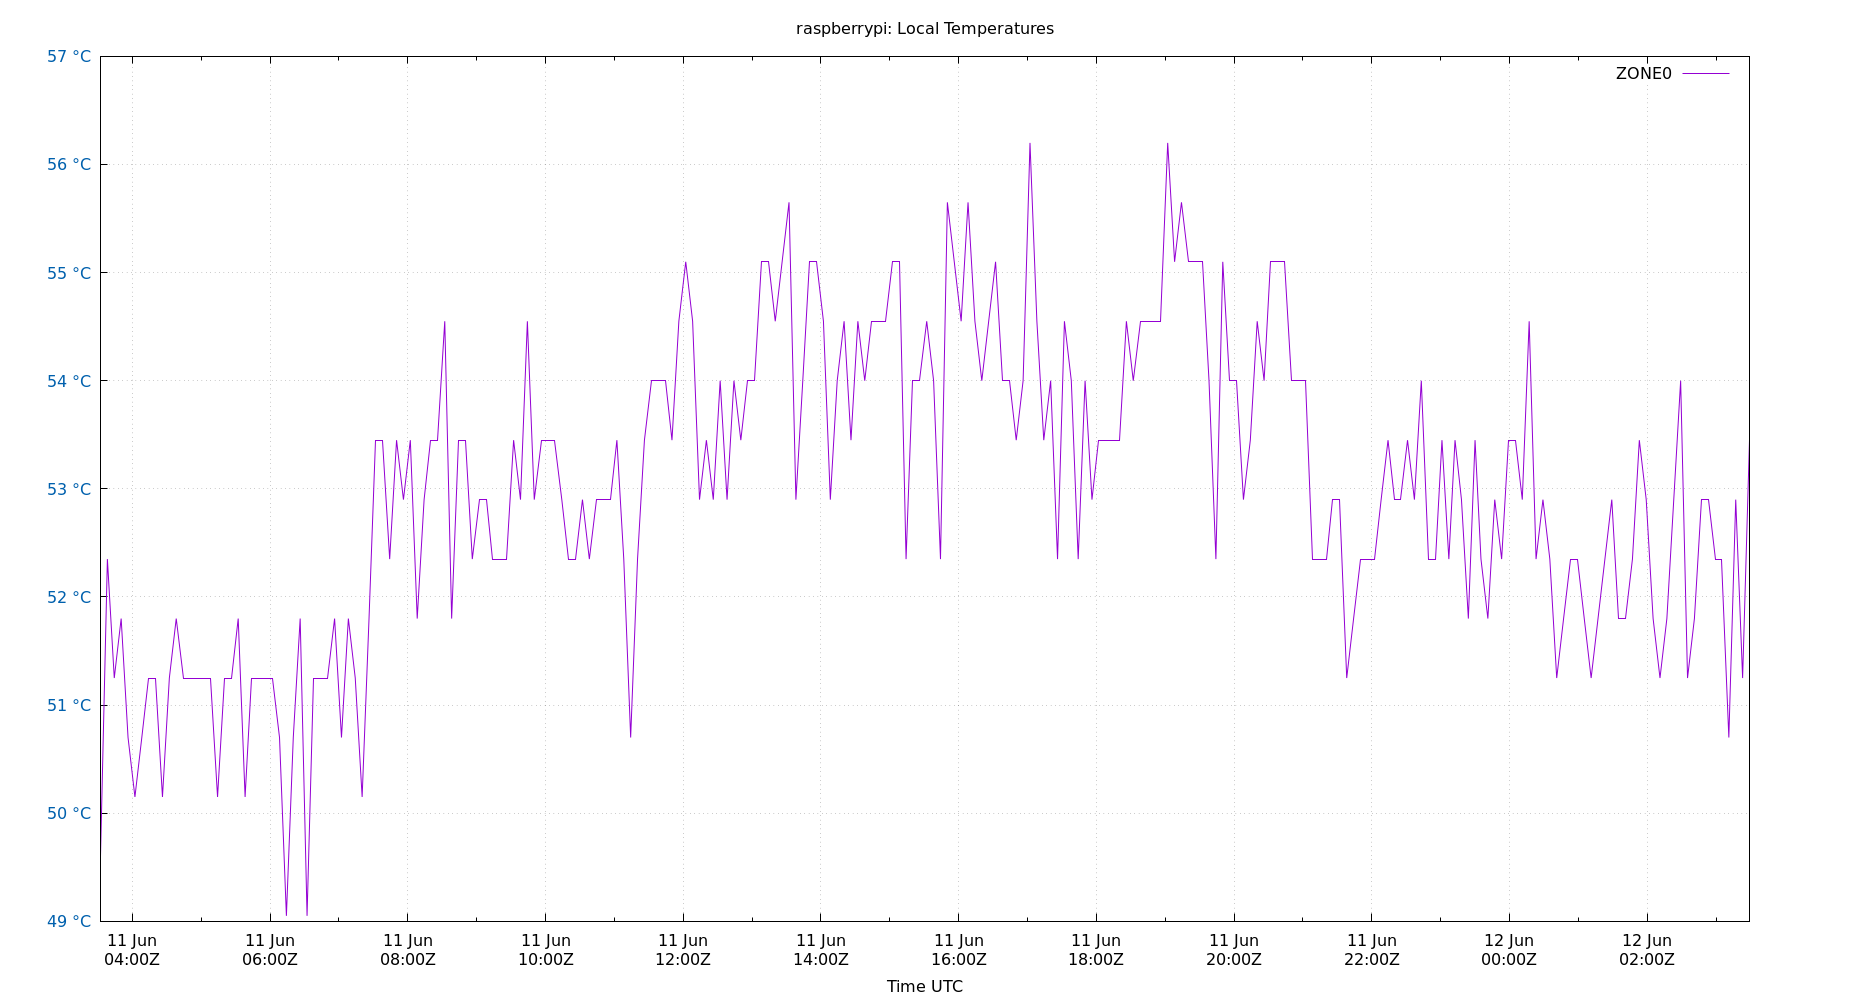 raspberrypi: Local Temperatures
57 °C
ZONE0
56 °C
55 °C
54 °C
53 °C
52 °C
51 °C
50 °C
49 °C
11 Jun 11 Jun 11 Jun 11 Jun 11 Jun 11 Jun 11 Jun 11 Jun 11 Jun 11 Jun 12 Jun 12 Jun
04:00Z 06:00Z 08:00Z 10:00Z 12:00Z 14:00Z 16:00Z 18:00Z 20:00Z 22:00Z 00:00Z 02:00Z
Time UTC